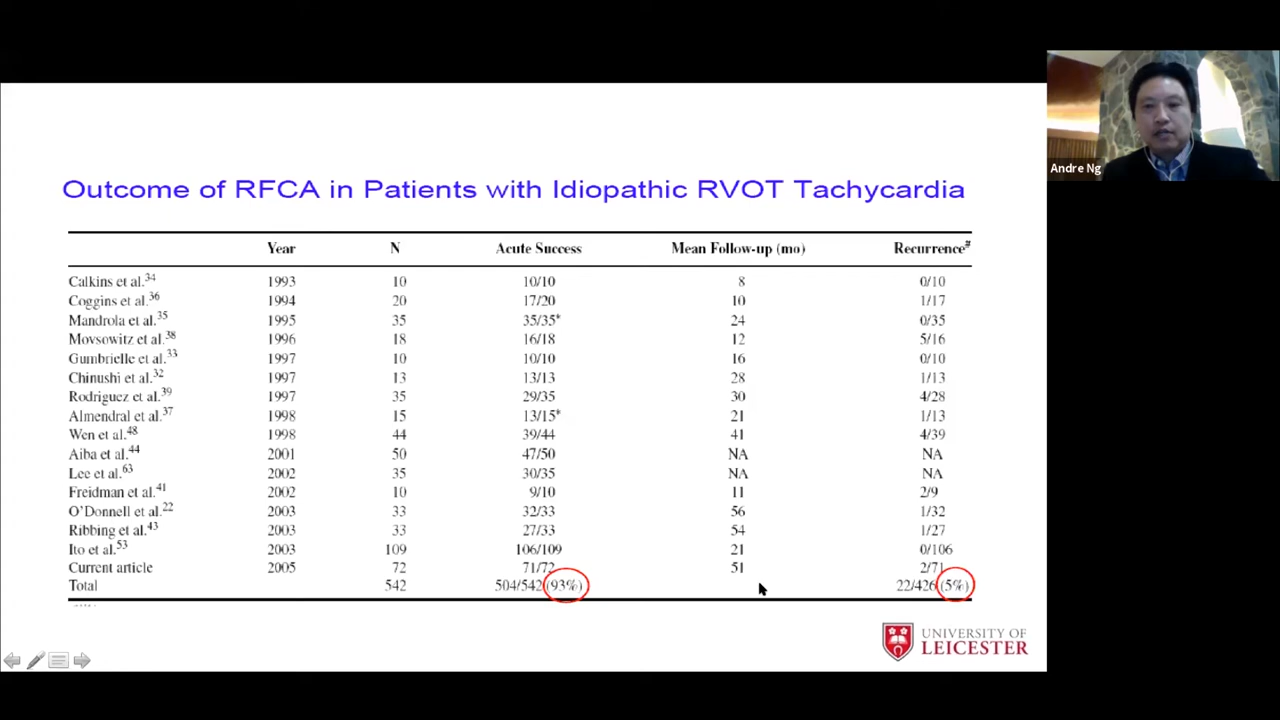 Outcome of RFCA in Patients with Idiopathic RVOT Tachycardia
Year N Acute Success Mean Follow-up (mo) Recurrence#
Calkins et al.34 1993 10 10/10 8 0/10
Coggins et al.36 1994 20 17/20 10 1/17
Mandrola et al.35 1995 35 35/35* 24 0/35
Movsowitz et al.38 1996 18 16/18 12 5/16
Gumbrielle et al.33 1997 10 10/10 16 0/10
Chinushi et al.32 1997 13 13/13 28 1/13
Rodriguez et al.39 1997 35 29/35 30 4/28
Almendral et al.37 1998 15 13/15* 21 1/13
Wen et al.48 1998 44 39/44 41 4/39
Aiba et al.44 2001 50 47/50 NA NA
Lee et al.63 2002 35 30/35 NA NA
Freidman et al.41 2002 10 9/10 11 2/9
O'Donnell et al.22 2003 33 32/33 56 1/32
Ribbing et al.43 2003 33 27/33 54 1/27
Ito et al.53 2003 109 106/109 21 0/106
Current article 2005 72 71/72 51 2/71
Total 542 504/542 (93%) 22/426 (5%)
UNIVERSITY OF
LEICESTER
Andre Ng